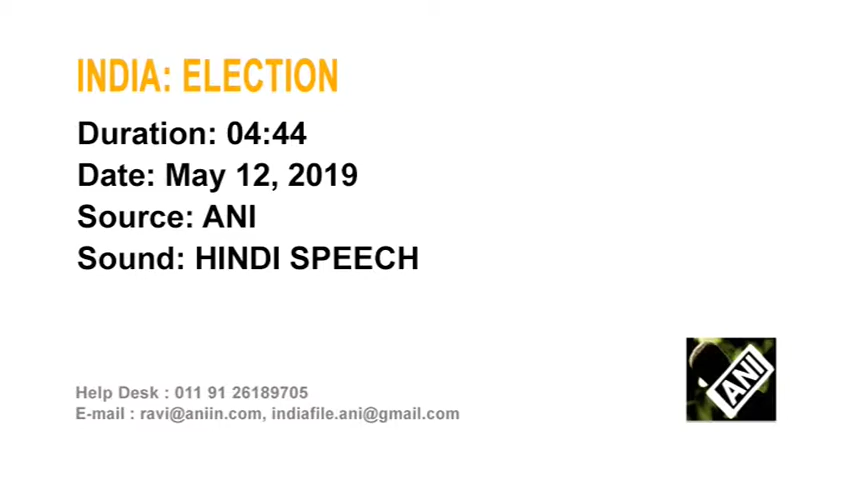 INDIA: ELECTION
Duration: 04:44
Date: May 12, 2019
Source: ANI
Sound: HINDI SPEECH
Help Desk : 011 91 26189705
E-mail : ravi@aniin.com, indiafile.ani@gmail.com
ANI